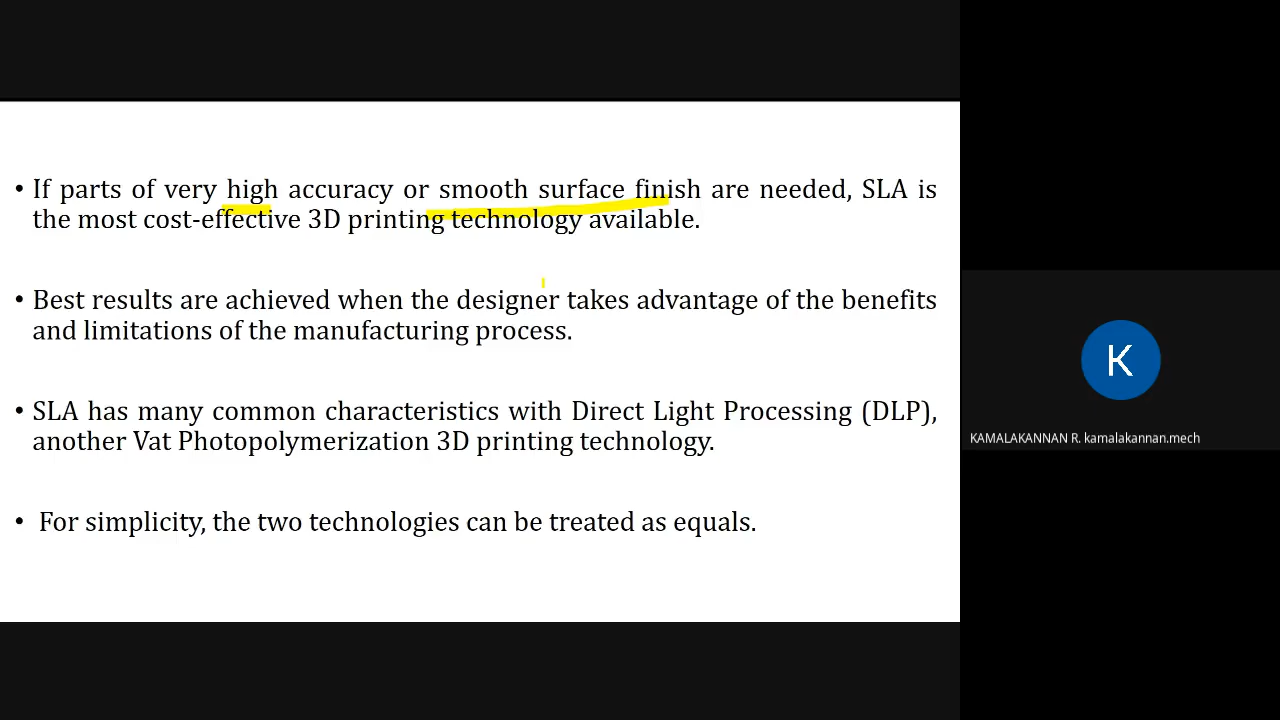 • If parts of very high accuracy or smooth surface finish are needed, SLA is
the most cost-effective 3D printing technology available.
• Best results are achieved when the designer takes advantage of the benefits
and limitations of the manufacturing process.
• SLA has many common characteristics with Direct Light Processing (DLP),
another Vat Photopolymerization 3D printing technology.
• For simplicity, the two technologies can be treated as equals.
K
KAMALAKANNAN R. kamalakannan.mech